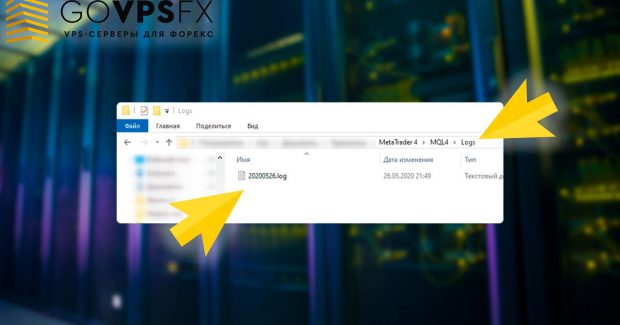 GOVPSFX
VPS-СЕРВЕРЫ ДЛЯ ФОРЕКС
Logs
Файл Главная Поделиться Вид
MetaTrader 4 > MQL4 > Logs
Имя Дата изменения Тип
20200526.log 26.05.2020 21:49 Текстовый д